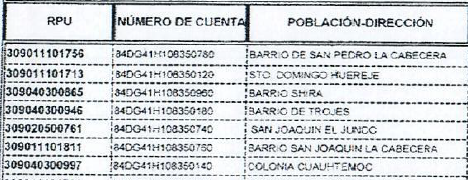 RPU NÚMERO DE CUENTA POBLACIÓN-DIRECCIÓN
309011101756 84DG41H108350780 BARRIO DE SAN PEDRO LA CABECERA
309011101713 84DG41H108350120 STO. DOMINGO HUEREJE
309040300865 84DG41H108350960 BARRIO SHIRA
309040300946 84DG41H108350180 BARRIO DE TROJES
309020500761 84DG41H108350740 SAN JOAQUIN EL JUNCO
309011101811 84DG41H108350750 BARRIO SAN JOAQUIN LA CABECERA
309040300997 84DG41H108350140 COLONIA CUAUHTEMOC